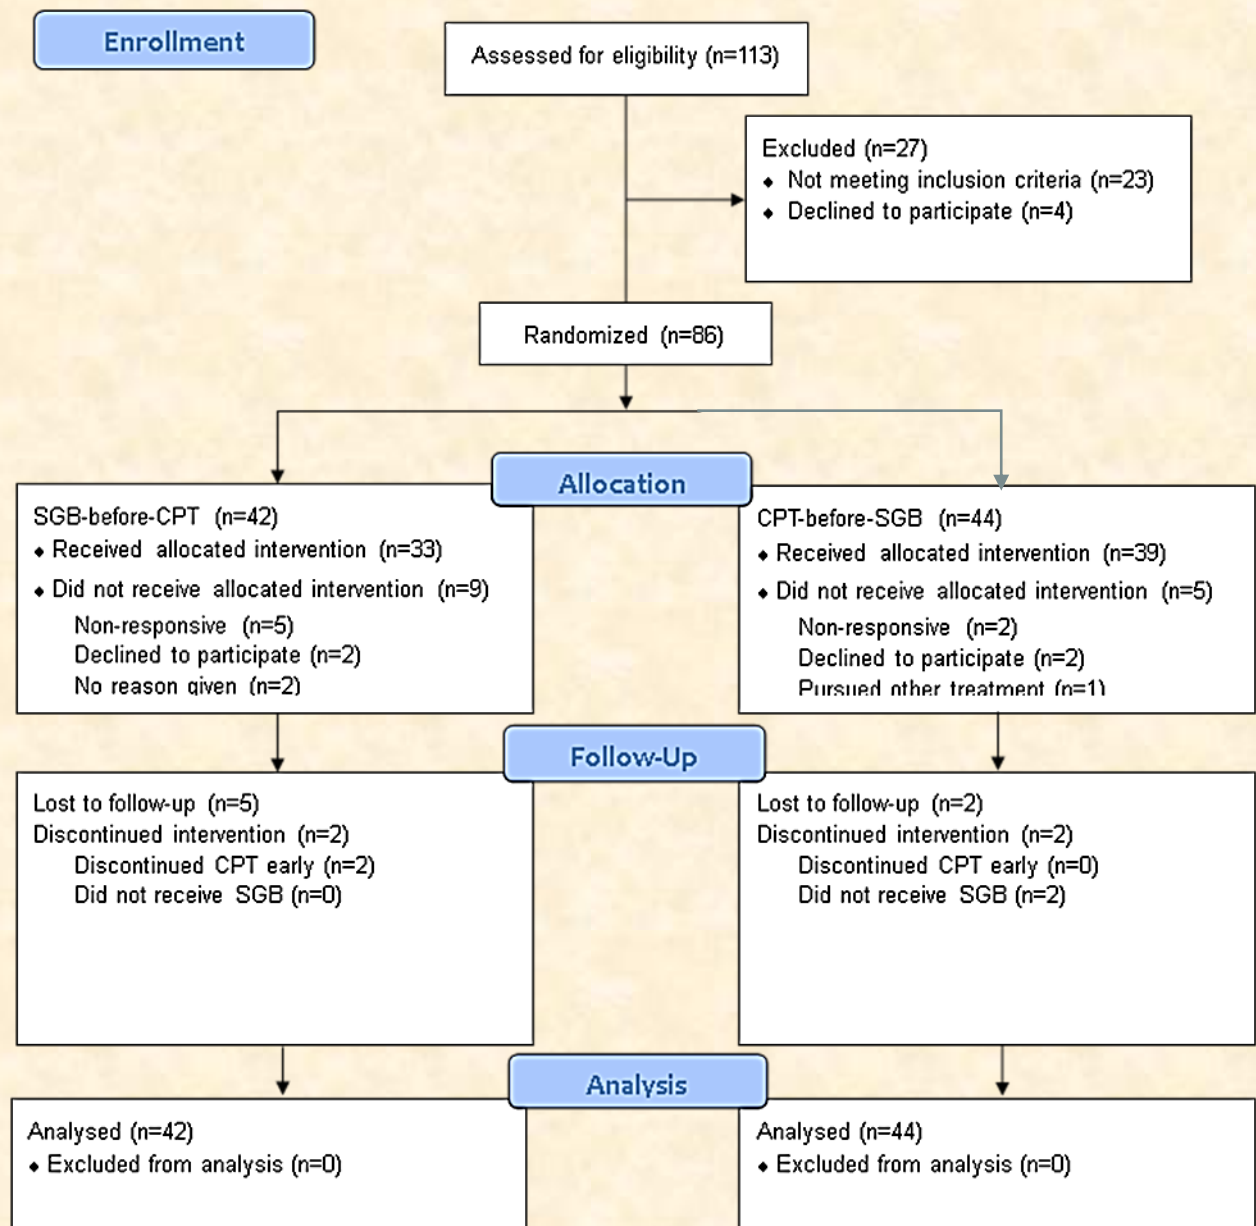 Enrollment
Assessed for eligibility (n=113)
Excluded (n=27)
♦ Not meeting inclusion criteria (n=23)
♦ Declined to participate (n=4)
Randomized (n=86)
Allocation
SGB-before-CPT (n=42)
♦ Received allocated intervention (n=33)
♦ Did not receive allocated intervention (n=9)
Non-responsive (n=5)
Declined to participate (n=2)
No reason given (n=2)
CPT-before-SGB (n=44)
♦ Received allocated intervention (n=39)
♦ Did not receive allocated intervention (n=5)
Non-responsive (n=2)
Declined to participate (n=2)
Pursued other treatment (n=1)
Follow-Up
Lost to follow-up (n=5)
Discontinued intervention (n=2)
Discontinued CPT early (n=2)
Did not receive SGB (n=0)
Lost to follow-up (n=2)
Discontinued intervention (n=2)
Discontinued CPT early (n=0)
Did not receive SGB (n=2)
Analysis
Analysed (n=42)
♦ Excluded from analysis (n=0)
Analysed (n=44)
♦ Excluded from analysis (n=0)